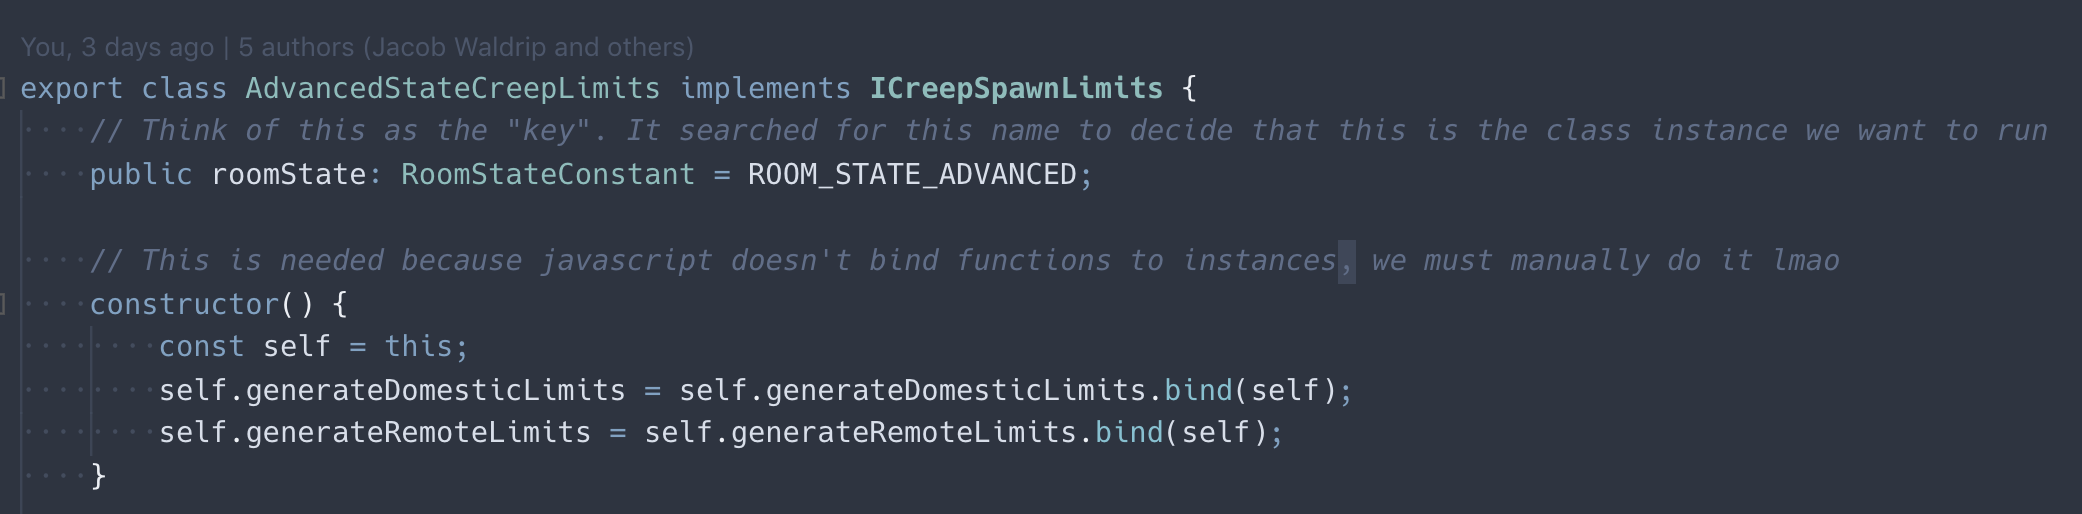 You, 3 days ago | 5 authors (Jacob Waldrip and others)
export class AdvancedStateCreepLimits implements ICreepSpawnLimits {
// Think of this as the "key". It searched for this name to decide that this is the class instance we want to run
public roomState: RoomStateConstant = ROOM_STATE_ADVANCED;
// This is needed because javascript doesn't bind functions to instances, we must manually do it lmao
constructor() {
const self = this;
self.generateDomesticLimits = self.generateDomesticLimits.bind(self);
self.generateRemoteLimits = self.generateRemoteLimits.bind(self);
}